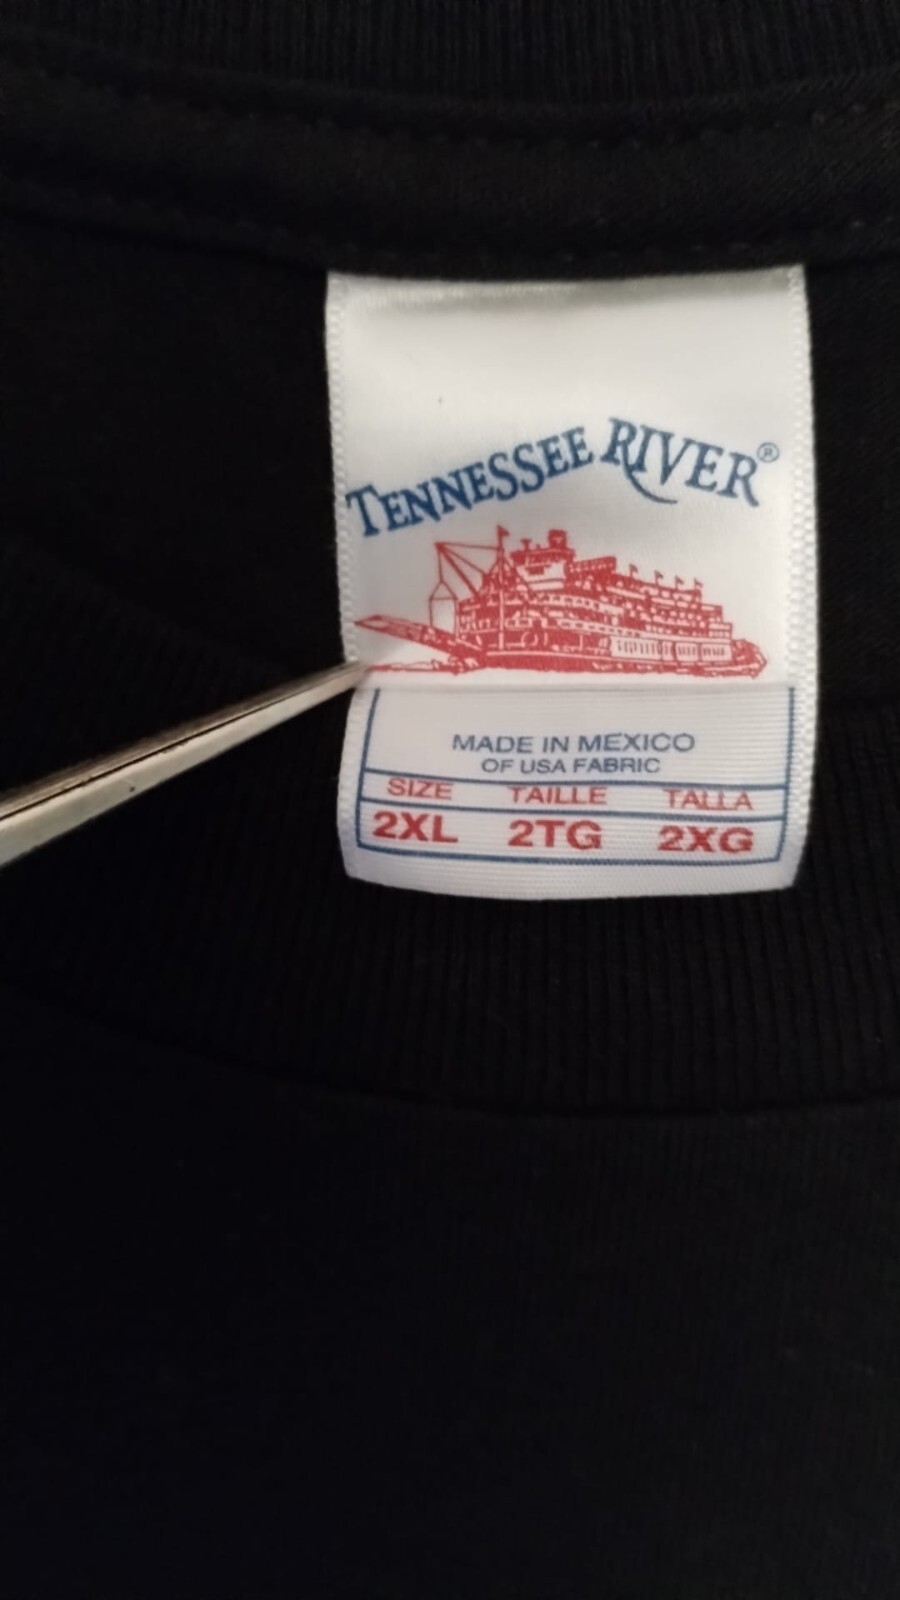 TENNESSEE RIVER®
MADE IN MEXICO
OF USA FABRIC
SIZE TAILLE TALLA
2XL 2TG 2XG